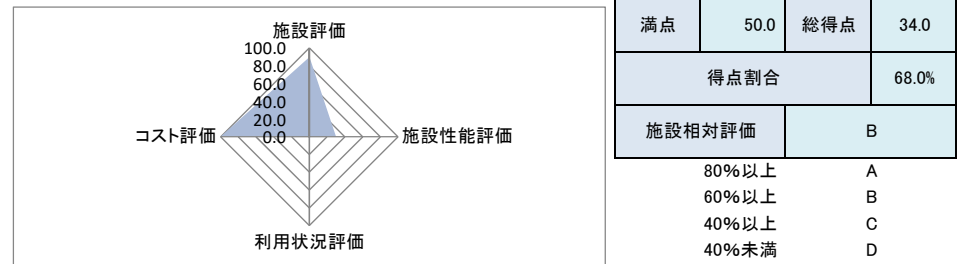 施設評価
100.0
80.0
60.0
40.0
20.0
0.0
コスト評価
施設性能評価
利用状況評価
満点 50.0 総得点 34.0
得点割合 68.0%
施設相対評価 B
80%以上 A
60%以上 B
40%以上 C
40%未満 D